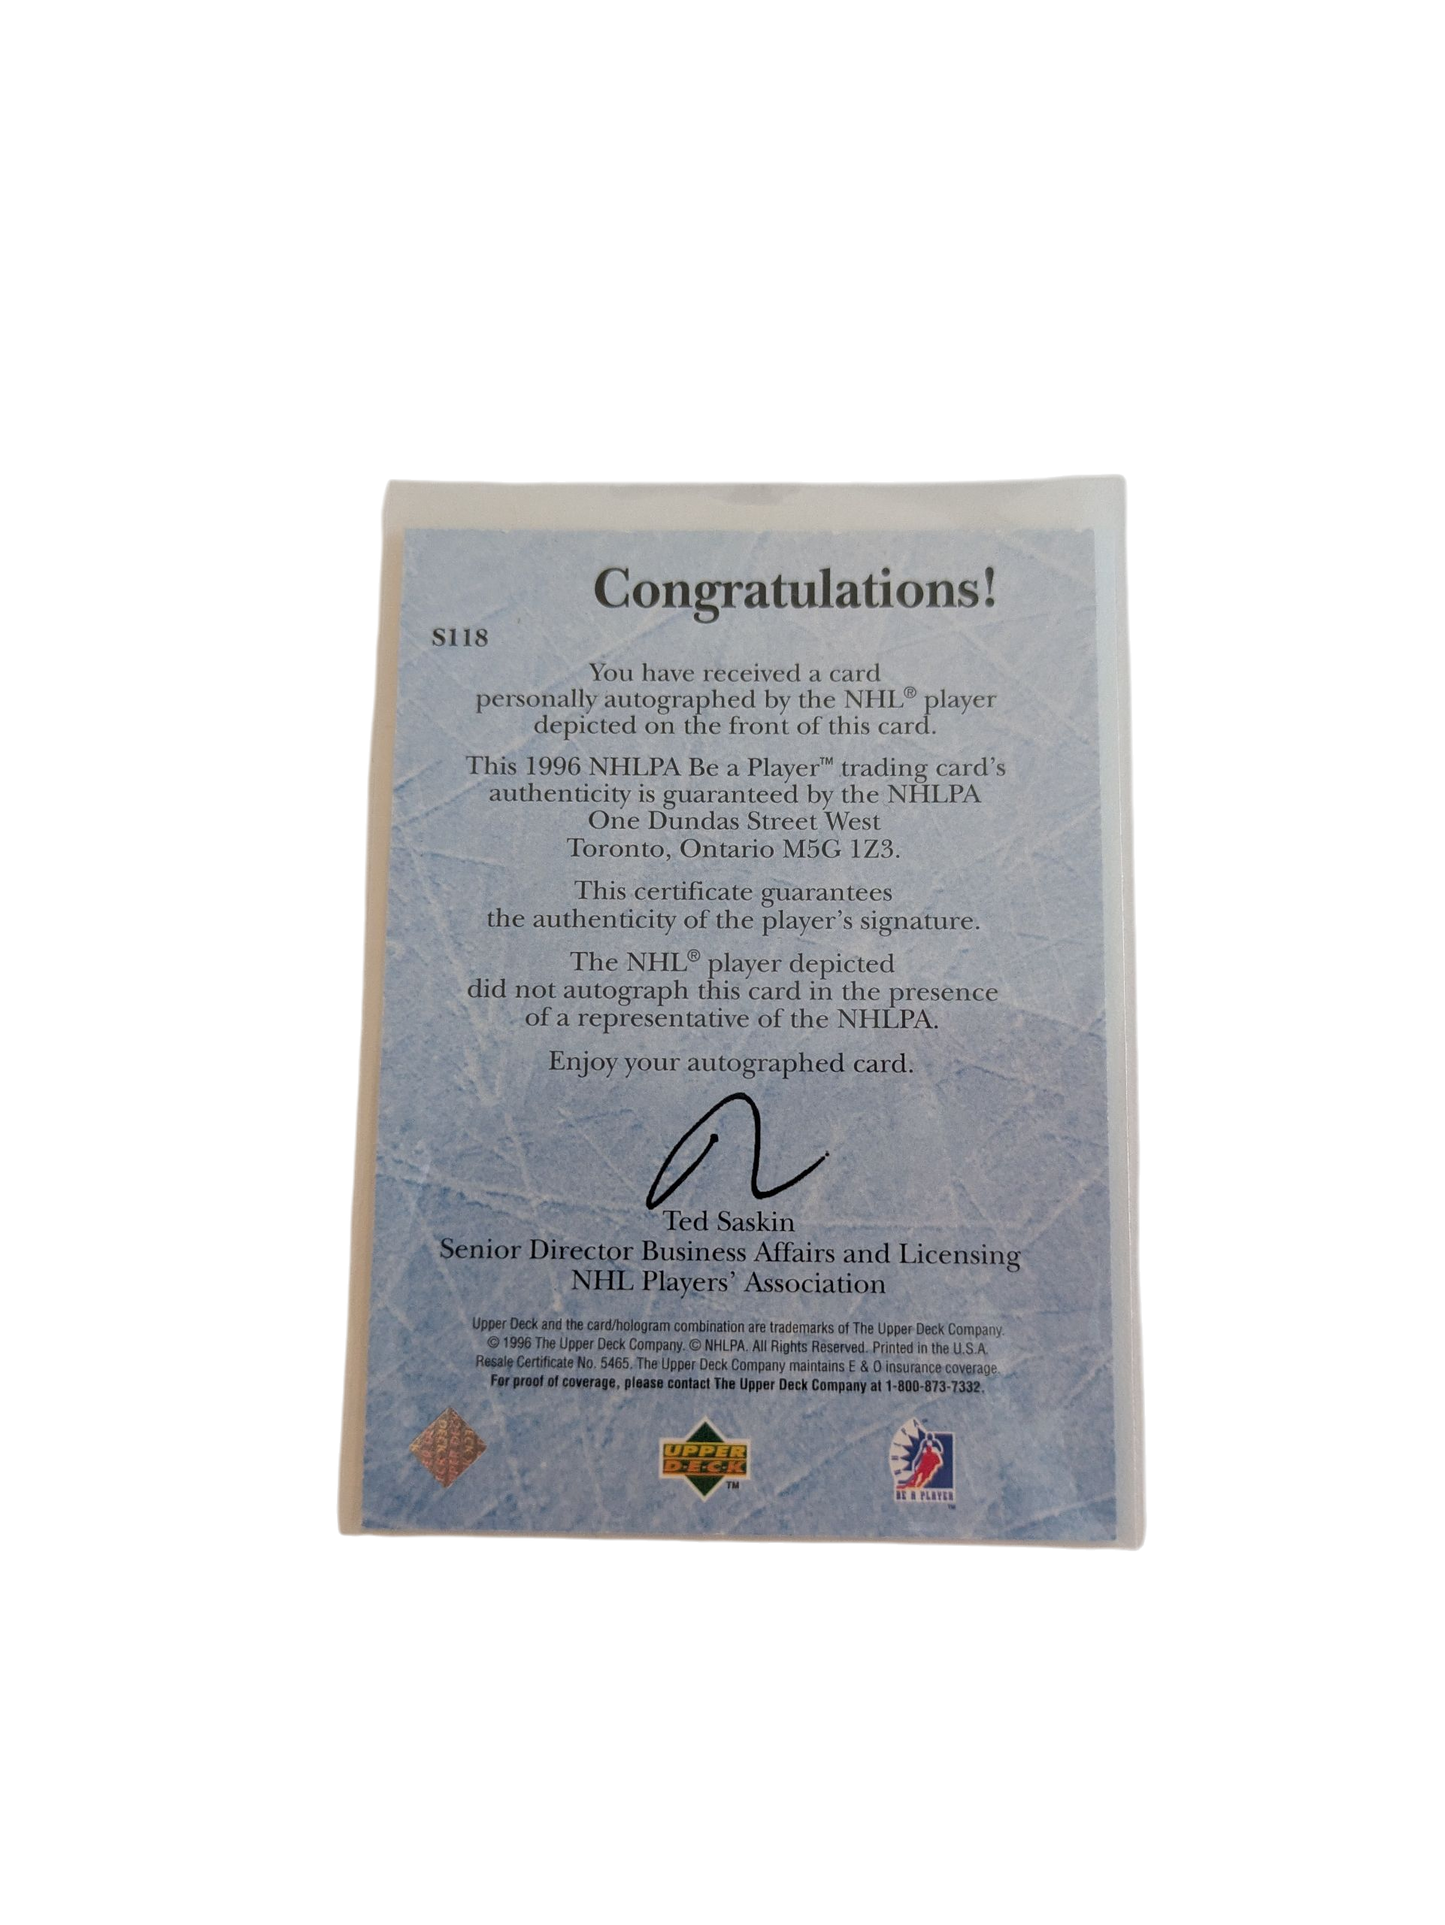 Congratulations!
S118
You have received a card
personally autographed by the NHL® player
depicted on the front of this card.
This 1996 NHLPA Be a Player™ trading card's
authenticity is guaranteed by the NHLPA
One Dundas Street West
Toronto, Ontario M5G 1Z3.
This certificate guarantees
the authenticity of the player's signature.
The NHL® player depicted
did not autograph this card in the presence
of a representative of the NHLPA.
Enjoy your autographed card.
Ted Saskin
Senior Director Business Affairs and Licensing
NHL Players' Association
Upper Deck and the card/hologram combination are trademarks of The Upper Deck Company.
© 1996 The Upper Deck Company. © NHLPA. All Rights Reserved. Printed in the U.S.A.
Resale Certificate No. 5465. The Upper Deck Company maintains E & O insurance coverage.
For proof of coverage, please contact The Upper Deck Company at 1-800-873-7332.
UPPER
D·E·C·K
™
BE A PLAYER
™